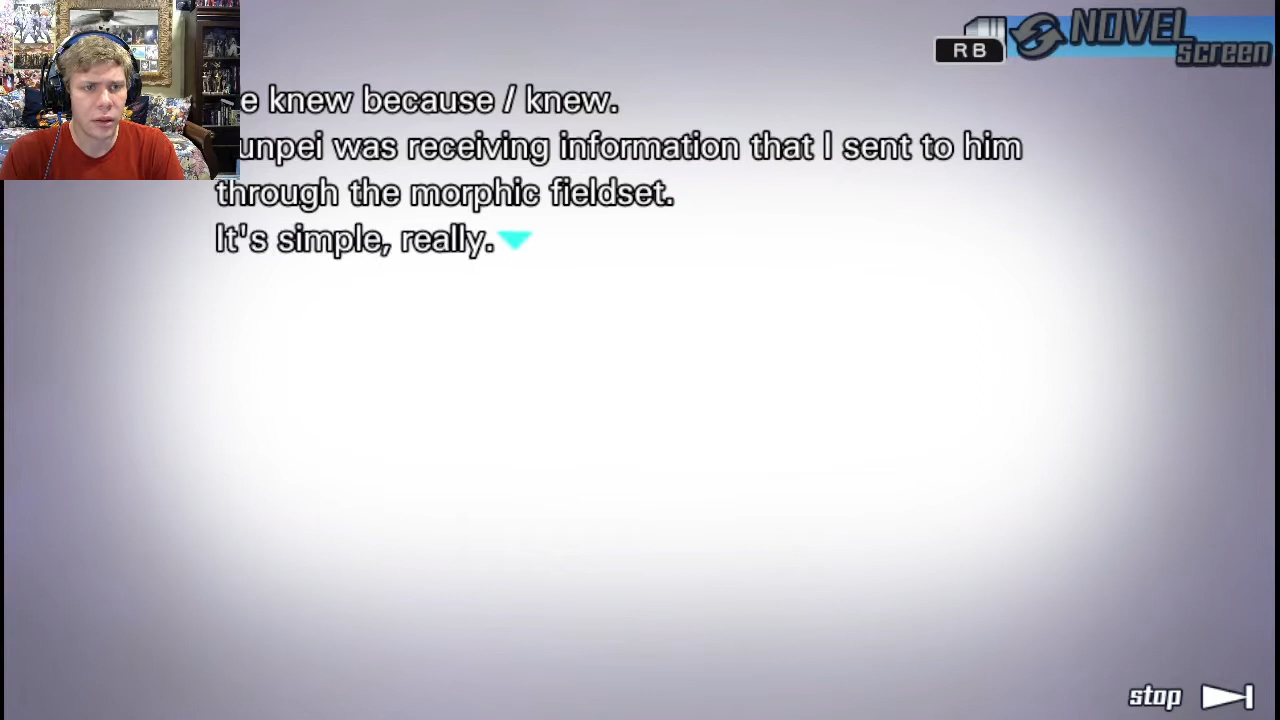 NOVEL
screen
RB
e knew because I knew.
unpei was receiving information that I sent to him
through the morphic fieldset.
It's simple, really.
stop